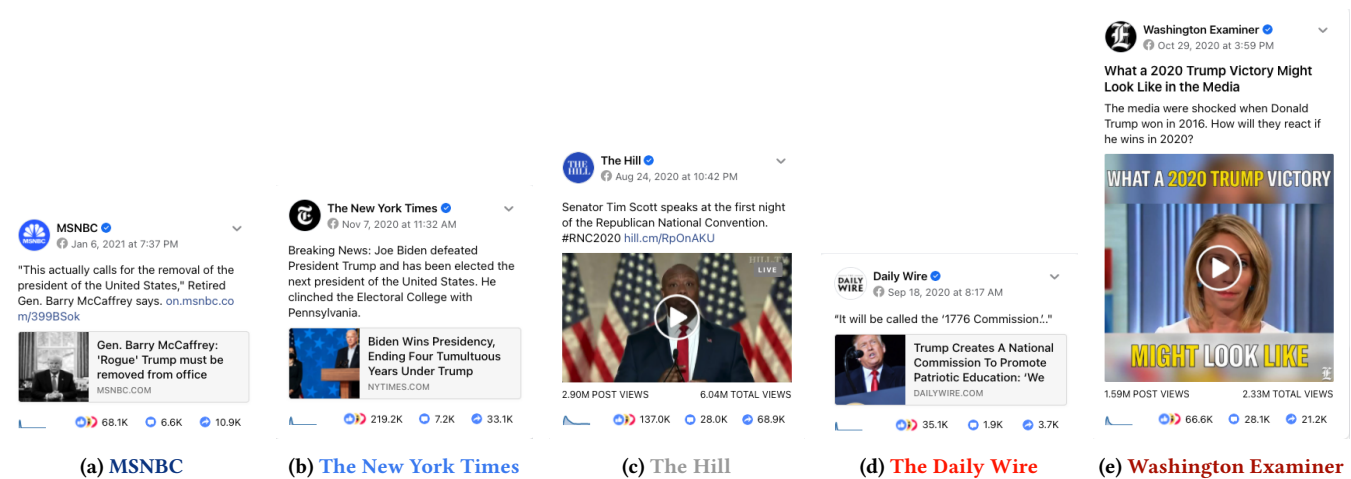 MSNBC
Jan 6, 2021 at 7:37 PM
"This actually calls for the removal of the
president of the United States," Retired
Gen. Barry McCaffrey says. on.msnbc.co
m/399BSok
Gen. Barry McCaffrey:
'Rogue' Trump must be
removed from office
MSNBC.COM
68.1K 6.6K 10.9K
(a) MSNBC
The New York Times
Nov 7, 2020 at 11:32 AM
Breaking News: Joe Biden defeated
President Trump and has been elected the
next president of the United States. He
clinched the Electoral College with
Pennsylvania.
Biden Wins Presidency,
Ending Four Tumultuous
Years Under Trump
NYTIMES.COM
219.2K 7.2K 33.1K
(b) The New York Times
THE
HILL
The Hill
Aug 24, 2020 at 10:42 PM
Senator Tim Scott speaks at the first night
of the Republican National Convention.
#RNC2020 hill.cm/RpOnAKU
HILL.TV
LIVE
2.90M POST VIEWS 6.04M TOTAL VIEWS
137.0K 28.0K 68.9K
(c) The Hill
DAILY
WIRE
Daily Wire
Sep 18, 2020 at 8:17 AM
“It will be called the ‘1776 Commission.’..”
Trump Creates A National
Commission To Promote
Patriotic Education: ‘We
DAILYWIRE.COM
35.1K 1.9K 3.7K
(d) The Daily Wire
Washington Examiner
Oct 29, 2020 at 3:59 PM
What a 2020 Trump Victory Might
Look Like in the Media
The media were shocked when Donald
Trump won in 2016. How will they react if
he wins in 2020?
WHAT A 2020 TRUMP VICTORY
MIGHT LOOK LIKE
1.59M POST VIEWS 2.33M TOTAL VIEWS
66.6K 28.1K 21.2K
(e) Washington Examiner